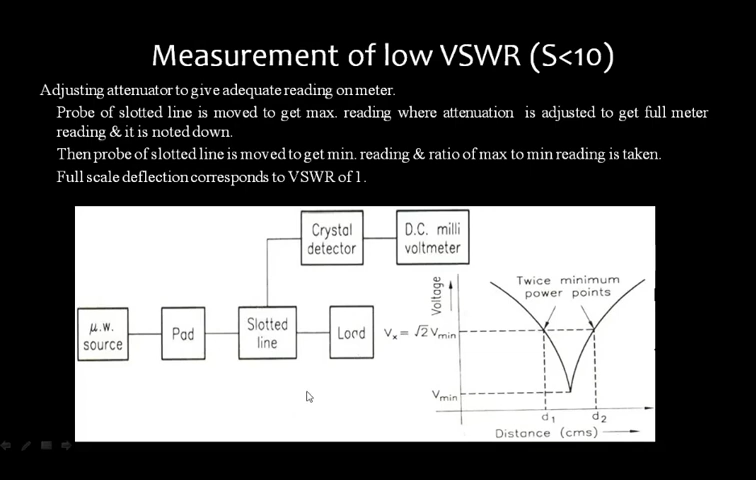 Measurement of low VSWR (S<10)
Adjusting attenuator to give adequate reading on meter.
Probe of slotted line is moved to get max. reading where attenuation is adjusted to get full meter
reading & it is noted down.
Then probe of slotted line is moved to get min. reading & ratio of max to min reading is taken.
Full scale deflection corresponds to VSWR of 1.
Crystal
detector
D.C. milli
voltmeter
μ.w.
source
Pad
Slotted
line
Load
Voltage
Twice minimum
power points
Vx = √2 Vmin
Vmin
d1
d2
Distance (cms)